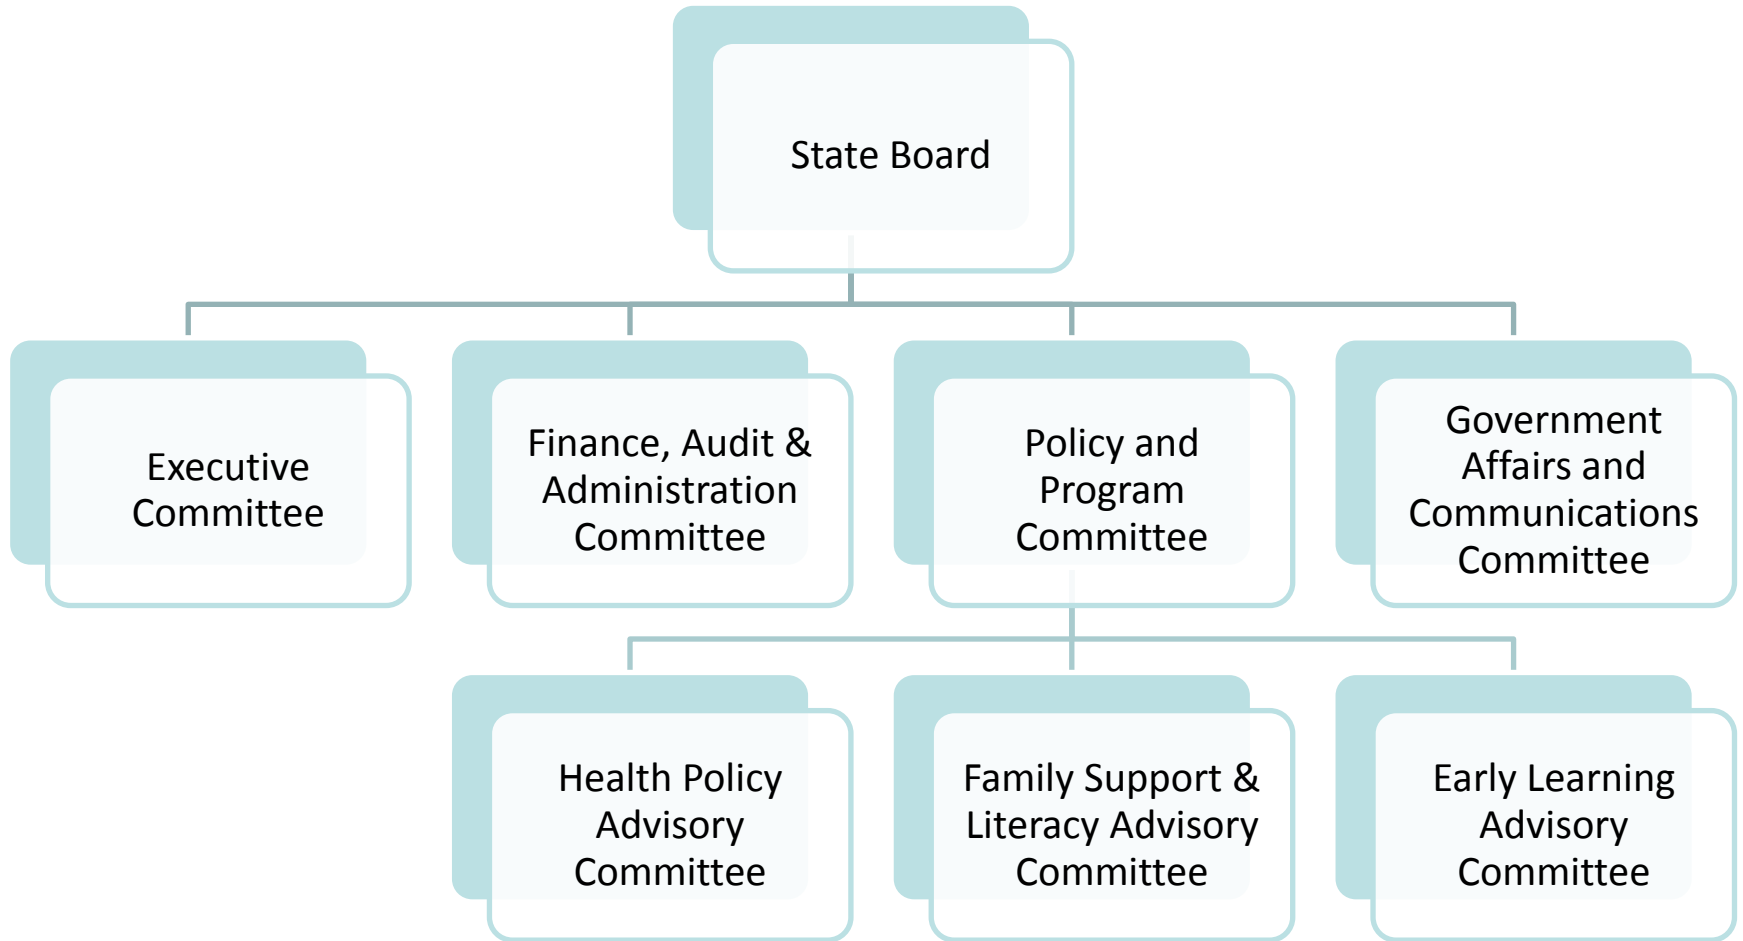 State Board
Executive
Committee
Finance, Audit &
Administration
Committee
Policy and
Program
Committee
Government
Affairs and
Communications
Committee
Health Policy
Advisory
Committee
Family Support &
Literacy Advisory
Committee
Early Learning
Advisory
Committee